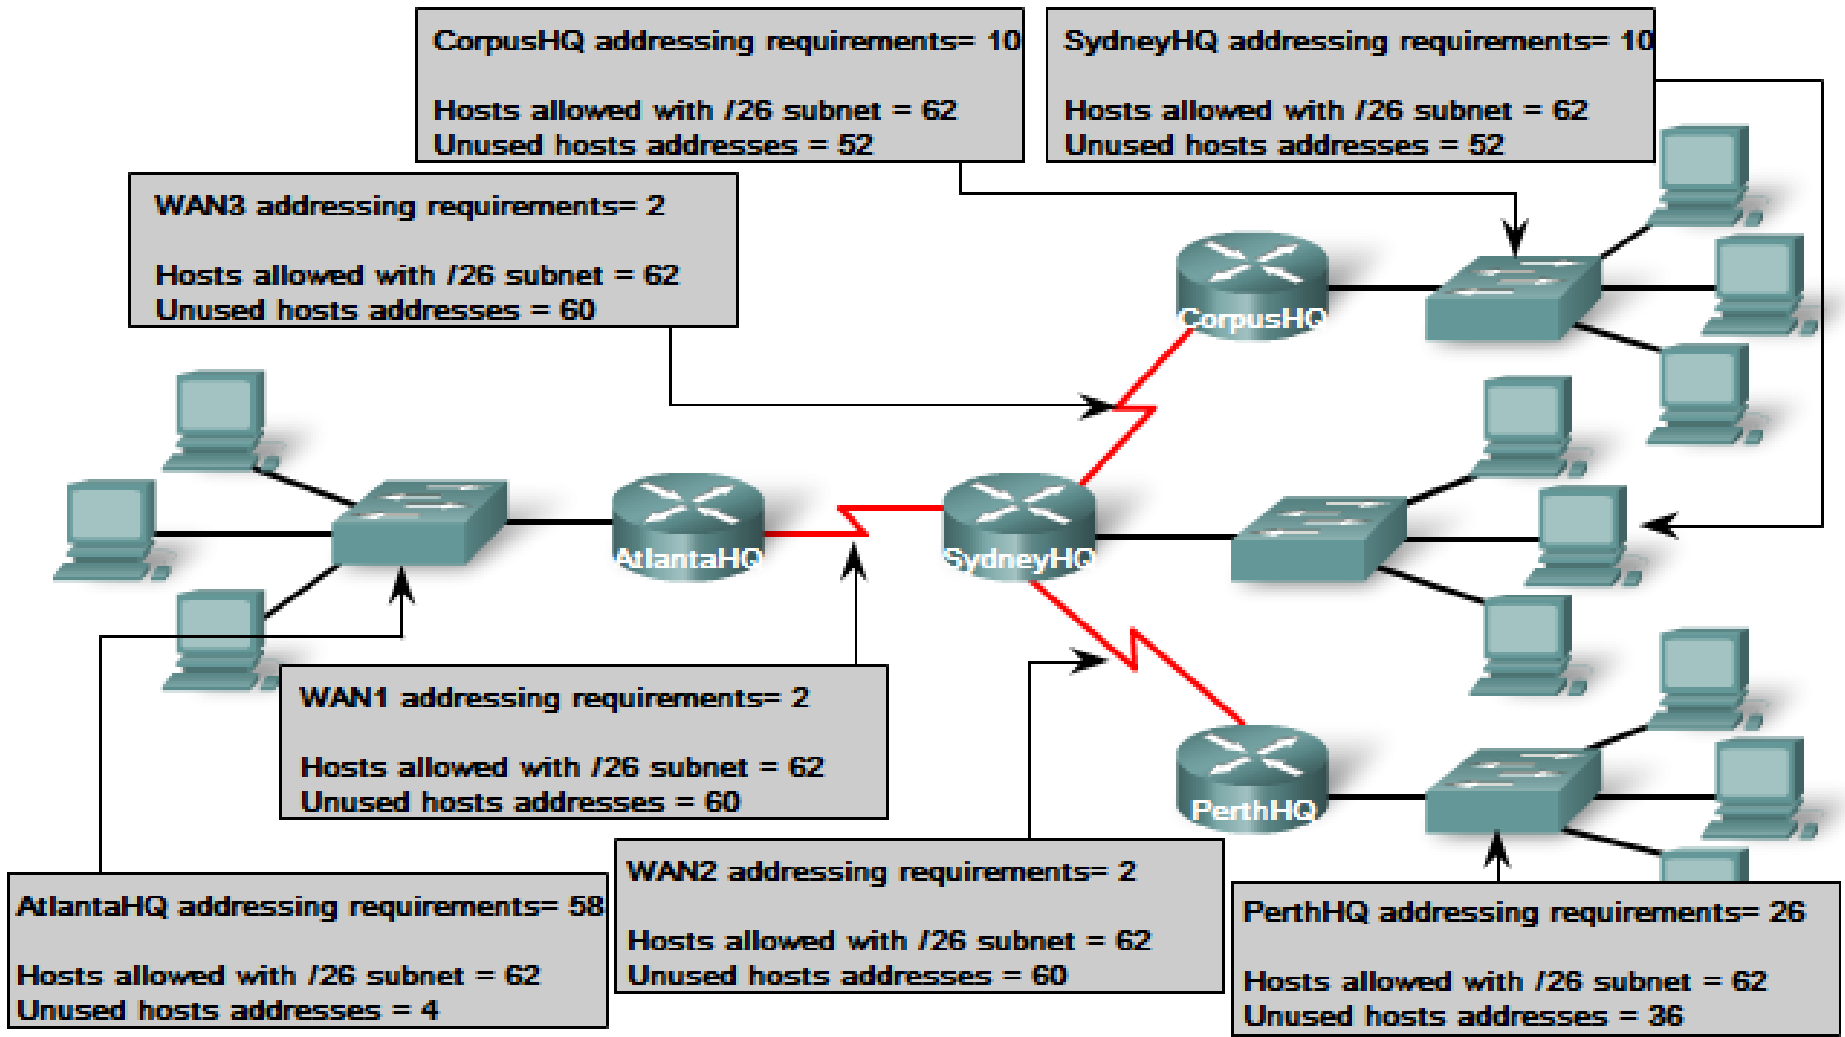 CorpusHQ addressing requirements= 10
Hosts allowed with /26 subnet = 62
Unused hosts addresses = 52
SydneyHQ addressing requirements= 10
Hosts allowed with /26 subnet = 62
Unused hosts addresses = 52
WAN3 addressing requirements= 2
Hosts allowed with /26 subnet = 62
Unused hosts addresses = 60
CorpusHQ
AtlantaHQ
SydneyHQ
WAN1 addressing requirements= 2
Hosts allowed with /26 subnet = 62
Unused hosts addresses = 60
PerthHQ
AtlantaHQ addressing requirements= 58
Hosts allowed with /26 subnet = 62
Unused hosts addresses = 4
WAN2 addressing requirements= 2
Hosts allowed with /26 subnet = 62
Unused hosts addresses = 60
PerthHQ addressing requirements= 26
Hosts allowed with /26 subnet = 62
Unused hosts addresses = 36